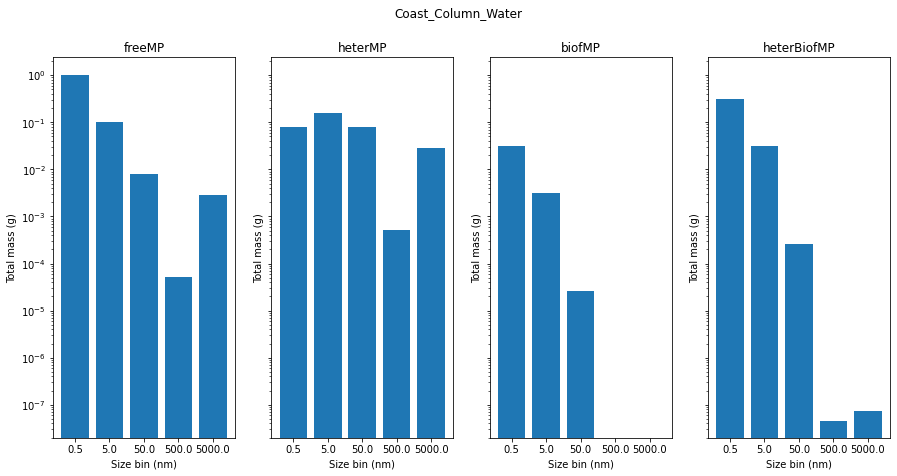 Coast_Column_Water
freeMP
heterMP
biofMP
heterBiofMP
Total mass (g)
10⁰
10⁻¹
10⁻²
10⁻³
10⁻⁴
10⁻⁵
10⁻⁶
10⁻⁷
0.5 5.0 50.0 500.0 5000.0
Size bin (nm)
Total mass (g)
0.5 5.0 50.0 500.0 5000.0
Size bin (nm)
Total mass (g)
0.5 5.0 50.0 500.0 5000.0
Size bin (nm)
Total mass (g)
0.5 5.0 50.0 500.0 5000.0
Size bin (nm)